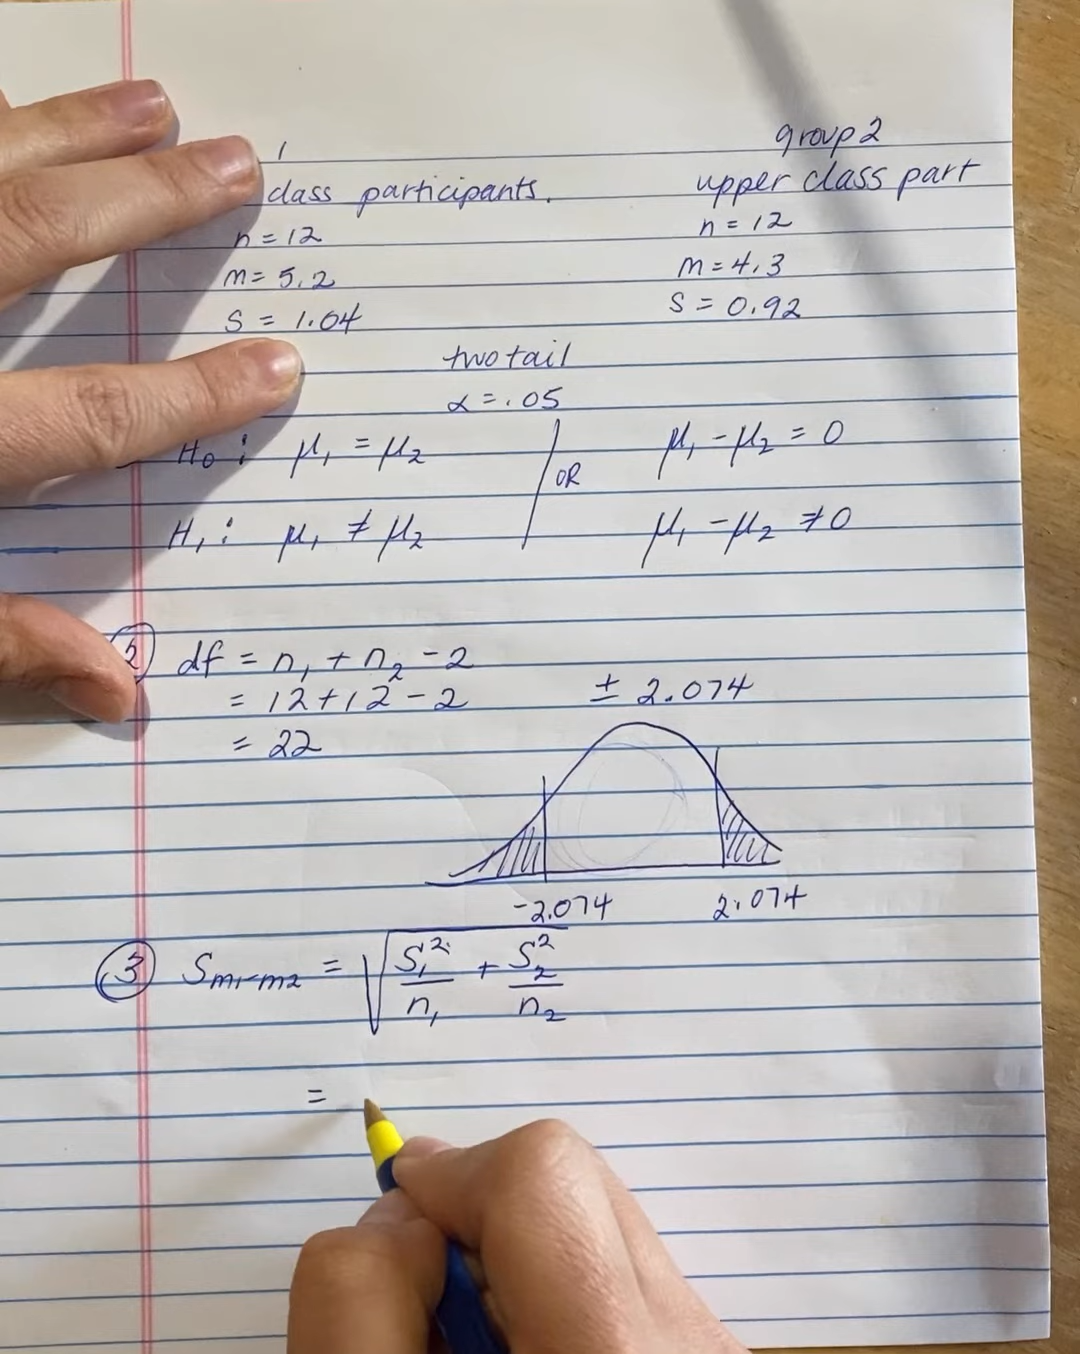 1 group 2
class participants. upper class part
n = 12 n = 12
m = 5.2 m = 4.3
s = 1.04 s = 0.92
two tail
α = .05
H₀ : μ₁ = μ₂ OR μ₁ - μ₂ = 0
H₁ : μ₁ ≠ μ₂ μ₁ - μ₂ ≠ 0
2 df = n₁ + n₂ - 2
= 12 + 12 - 2 ± 2.074
= 22
-2.074 2.074
3 Sm₁-m₂ = √(S₁²/n₁ + S₂²/n₂)
=